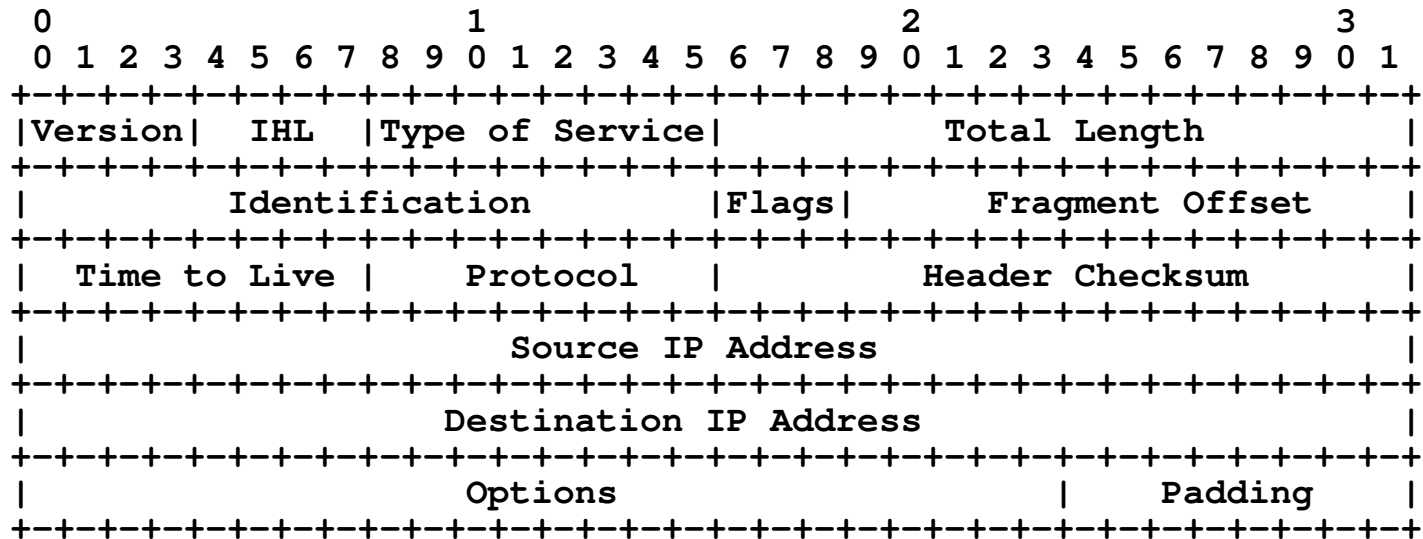 0                   1                   2                   3
 0 1 2 3 4 5 6 7 8 9 0 1 2 3 4 5 6 7 8 9 0 1 2 3 4 5 6 7 8 9 0 1
+-+-+-+-+-+-+-+-+-+-+-+-+-+-+-+-+-+-+-+-+-+-+-+-+-+-+-+-+-+-+-+-+
|Version|  IHL  |Type of Service|          Total Length         |
+-+-+-+-+-+-+-+-+-+-+-+-+-+-+-+-+-+-+-+-+-+-+-+-+-+-+-+-+-+-+-+-+
|         Identification        |Flags|      Fragment Offset    |
+-+-+-+-+-+-+-+-+-+-+-+-+-+-+-+-+-+-+-+-+-+-+-+-+-+-+-+-+-+-+-+-+
|  Time to Live |    Protocol   |         Header Checksum       |
+-+-+-+-+-+-+-+-+-+-+-+-+-+-+-+-+-+-+-+-+-+-+-+-+-+-+-+-+-+-+-+-+
|                      Source IP Address                        |
+-+-+-+-+-+-+-+-+-+-+-+-+-+-+-+-+-+-+-+-+-+-+-+-+-+-+-+-+-+-+-+-+
|                   Destination IP Address                      |
+-+-+-+-+-+-+-+-+-+-+-+-+-+-+-+-+-+-+-+-+-+-+-+-+-+-+-+-+-+-+-+-+
|                    Options                    |    Padding    |
+-+-+-+-+-+-+-+-+-+-+-+-+-+-+-+-+-+-+-+-+-+-+-+-+-+-+-+-+-+-+-+-+